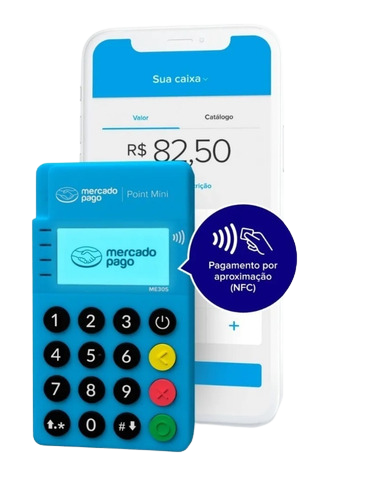 Sua caixa
Valor Catálogo
R$ 82,50
rição
mercado
pago
Point Mini
mercado
pago
ME30S
Pagamento por
aproximação
(NFC)
+
1 2 3
4 5 6 <
7 8 9 ×
.* 0 #